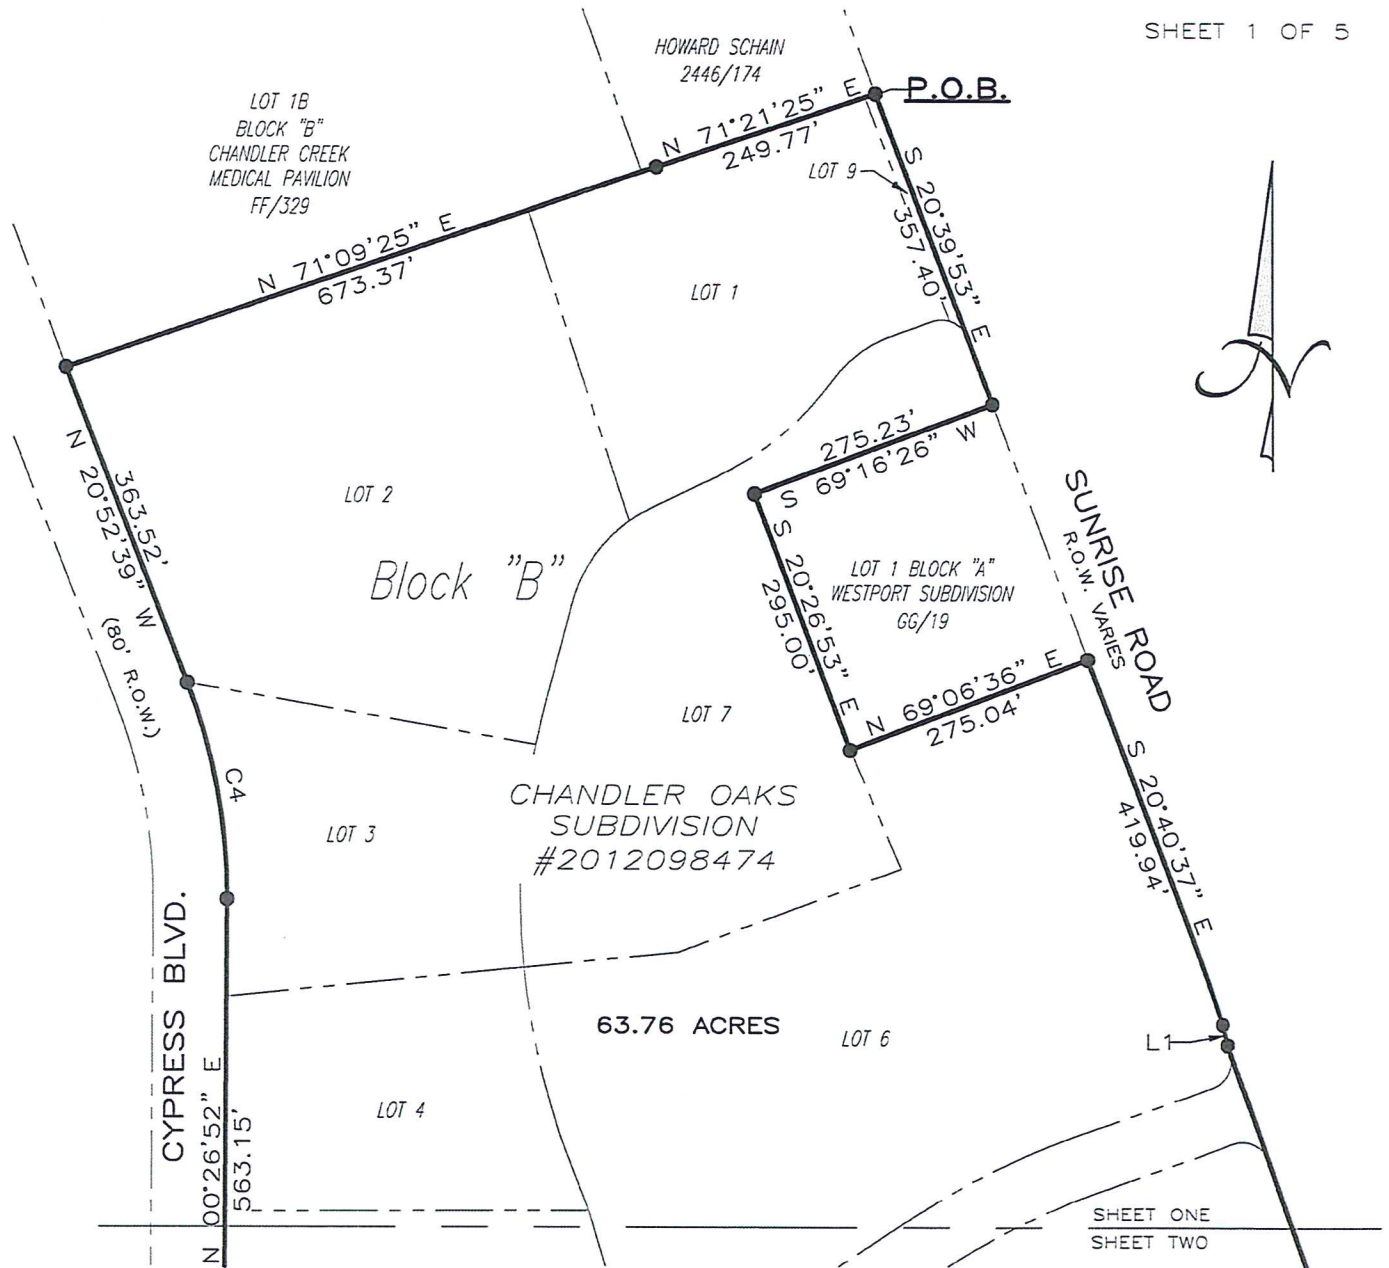 SHEET 1 OF 5
HOWARD SCHAIN
2446/174
P.O.B.
LOT 1B
BLOCK "B"
CHANDLER CREEK
MEDICAL PAVILION
FF/329
N 71°21'25" E
249.77'
LOT 9
S 20°39'53" E
357.40'
N 71°09'25" E
673.37'
LOT 1
N 20°52'39" W
363.52'
LOT 2
275.23'
S 69°16'26" W
Block "B"
S 20°26'53" E
295.00'
LOT 1 BLOCK "A"
WESTPORT SUBDIVISION
GG/19
SUNRISE ROAD
R.O.W. VARIES
(80' R.O.W.)
N 69°06'36" E
275.04'
LOT 7
S 20°40'37" E
419.94'
C4
CHANDLER OAKS
SUBDIVISION
#2012098474
LOT 3
CYPRESS BLVD.
63.76 ACRES
LOT 6
L1
LOT 4
N 00°26'52" E
563.15'
SHEET ONE
SHEET TWO